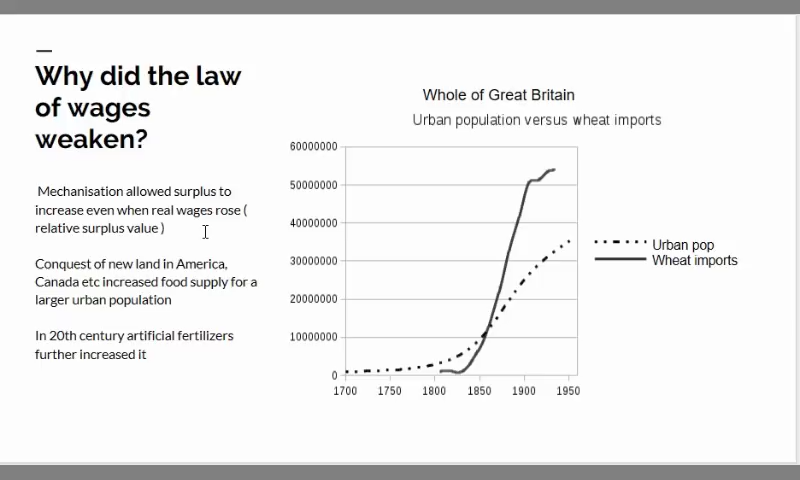 Why did the law
of wages
weaken?
Mechanisation allowed surplus to
increase even when real wages rose (
relative surplus value )
Conquest of new land in America,
Canada etc increased food supply for a
larger urban population
In 20th century artificial fertilizers
further increased it
Whole of Great Britain
Urban population versus wheat imports
60000000
50000000
40000000
30000000
20000000
10000000
0
1700 1750 1800 1850 1900 1950
Urban pop
Wheat imports